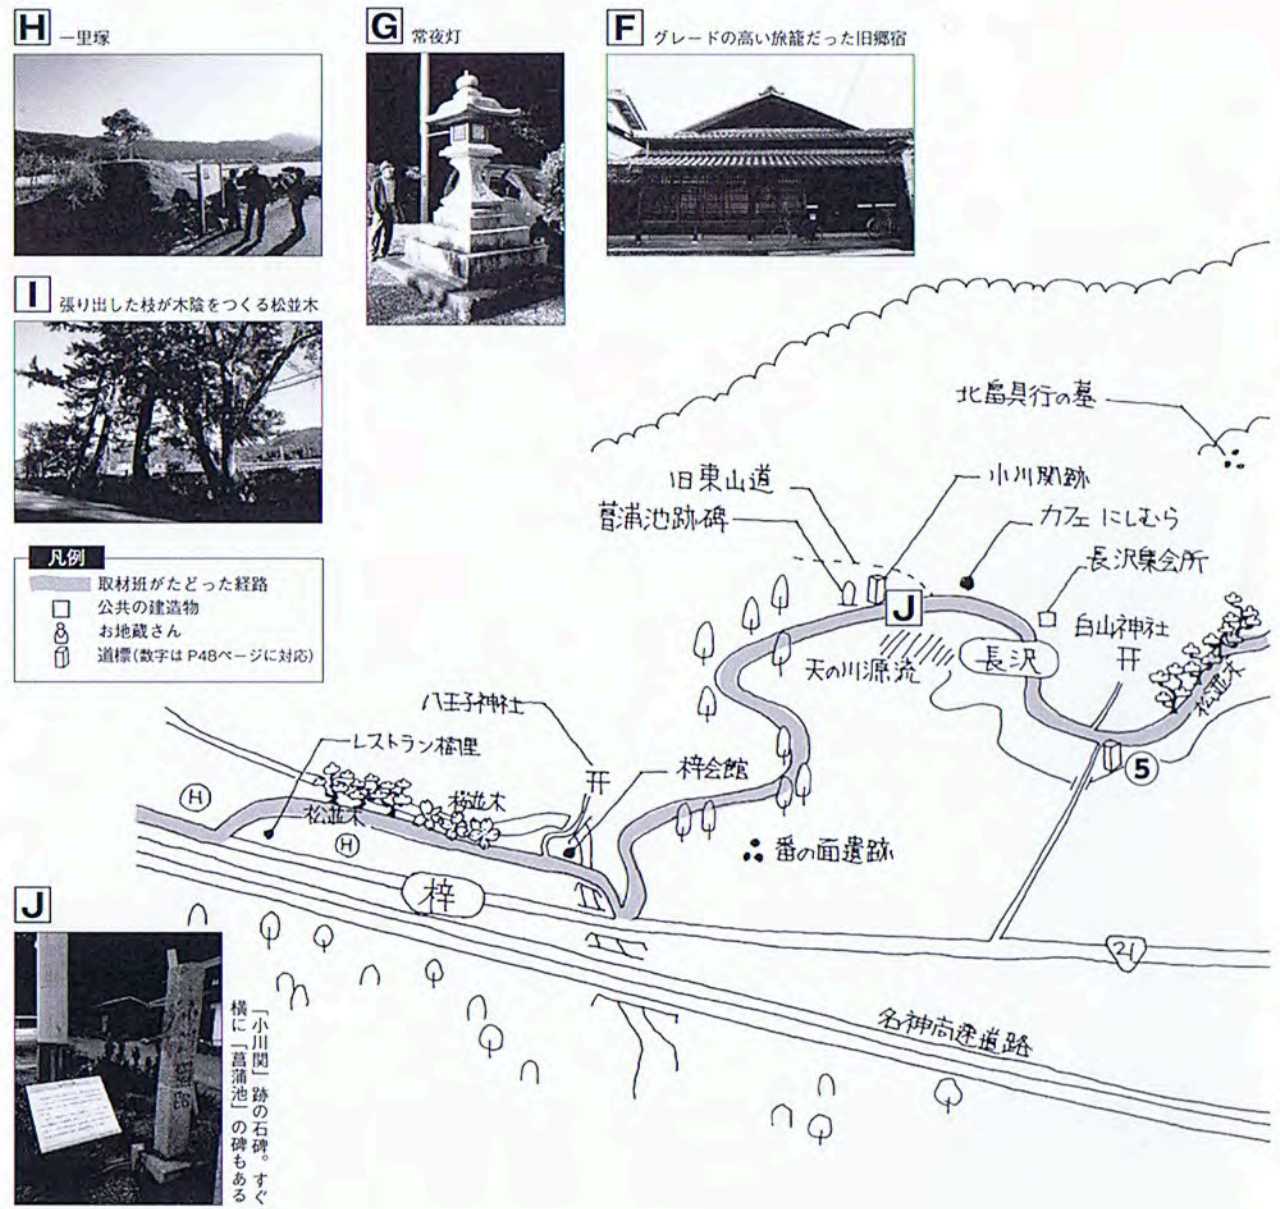 H 一里塚
G 常夜灯
F グレードの高い旅籠だった旧郷宿
I 張り出した枝が木陰をつくる松並木
凡例
取材班がたどった経路
公共の建造物
お地蔵さん
道標(数字はP48ページに対応)
北畠具行の墓
旧東山道
小川関跡
菖浦池跡碑
カフェ にしむら
長沢集会所
J
白山神社
長沢
天の川源流
松並木
八王子神社
⑤
レストラン
梓会館
H
桜並木
松並木
H
番の面遺跡
梓
21
名神高速道路
J
「小川関」跡の石碑。すぐ
横に「菖蒲池」の碑もある